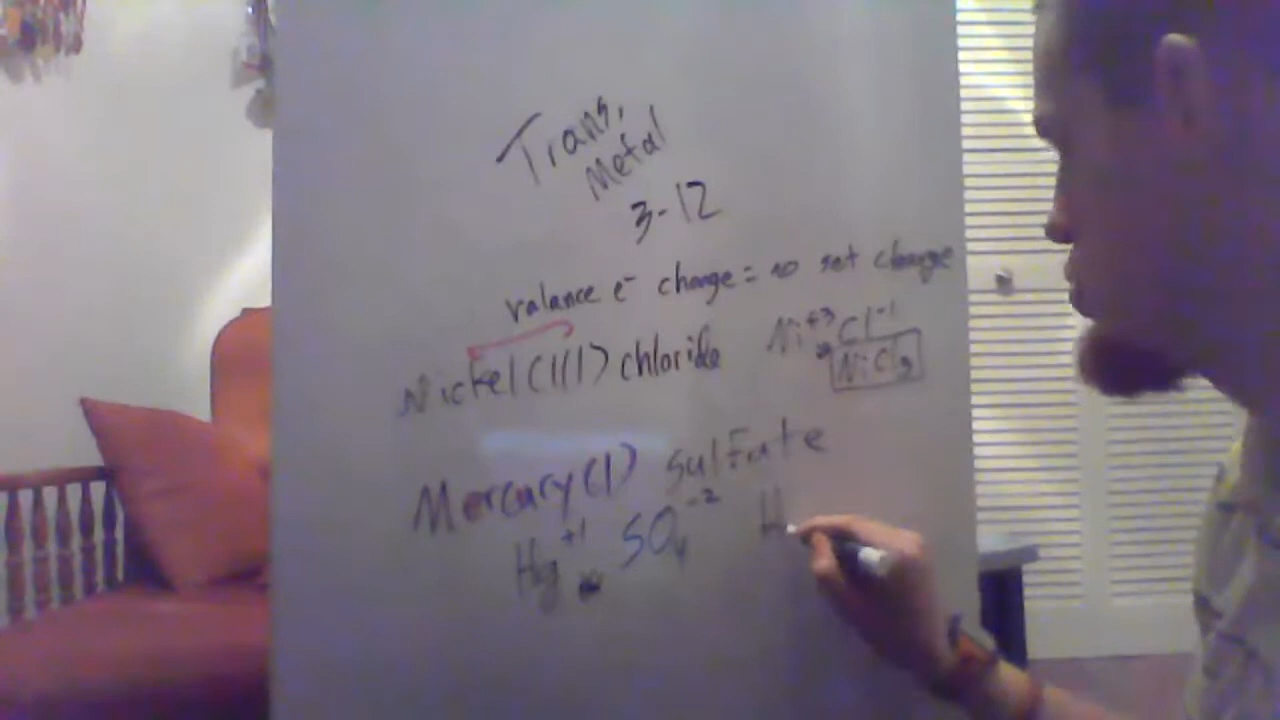 Trans.
Metal
3-12
valance e⁻ change = no set charge
Nickel (III) chloride Ni⁺³ Cl⁻¹
NiCl₃
Mercury (I) sulfate
Hg⁺¹ SO₄⁻² H